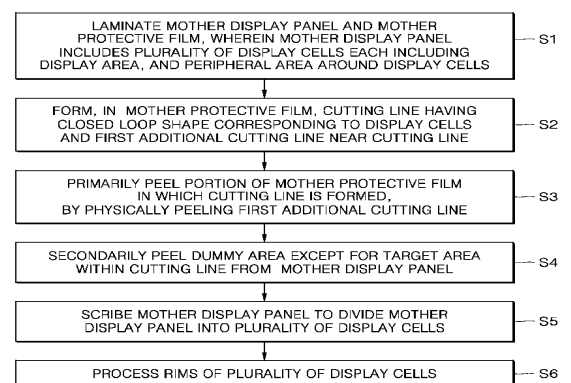 LAMINATE MOTHER DISPLAY PANEL AND MOTHER
PROTECTIVE FILM, WHEREIN MOTHER DISPLAY PANEL
INCLUDES PLURALITY OF DISPLAY CELLS EACH INCLUDING
DISPLAY AREA, AND PERIPHERAL AREA AROUND DISPLAY CELLS
S1
FORM, IN MOTHER PROTECTIVE FILM, CUTTING LINE HAVING
CLOSED LOOP SHAPE CORRESPONDING TO DISPLAY CELLS
AND FIRST ADDITIONAL CUTTING LINE NEAR CUTTING LINE
S2
PRIMARILY PEEL PORTION OF MOTHER PROTECTIVE FILM
IN WHICH CUTTING LINE IS FORMED,
BY PHYSICALLY PEELING FIRST ADDITIONAL CUTTING LINE
S3
SECONDARILY PEEL DUMMY AREA EXCEPT FOR TARGET AREA
WITHIN CUTTING LINE FROM MOTHER DISPLAY PANEL
S4
SCRIBE MOTHER DISPLAY PANEL TO DIVIDE MOTHER
DISPLAY PANEL INTO PLURALITY OF DISPLAY CELLS
S5
PROCESS RIMS OF PLURALITY OF DISPLAY CELLS
S6